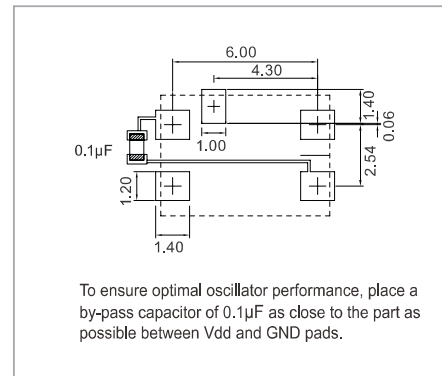 6.00
4.30
1.40
0.06
0.1µF
1.00
2.54
1.20
1.40
To ensure optimal oscillator performance, place a
by-pass capacitor of 0.1µF as close to the part as
possible between Vdd and GND pads.